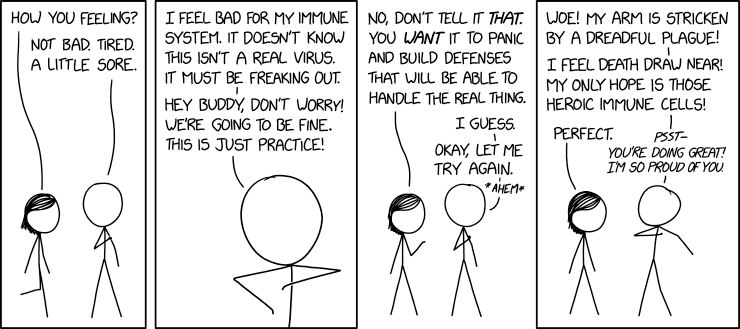 HOW YOU FEELING?
NOT BAD. TIRED.
A LITTLE SORE.
I FEEL BAD FOR MY IMMUNE
SYSTEM. IT DOESN'T KNOW
THIS ISN'T A REAL VIRUS.
IT MUST BE FREAKING OUT.
HEY BUDDY, DON'T WORRY!
WE'RE GOING TO BE FINE.
THIS IS JUST PRACTICE!
NO, DON'T TELL IT THAT.
YOU WANT IT TO PANIC
AND BUILD DEFENSES
THAT WILL BE ABLE TO
HANDLE THE REAL THING.
I GUESS.
OKAY, LET ME
TRY AGAIN.
*AHEM*
WOE! MY ARM IS STRICKEN
BY A DREADFUL PLAGUE!
I FEEL DEATH DRAW NEAR!
MY ONLY HOPE IS THOSE
HEROIC IMMUNE CELLS!
PERFECT.
PSST—
YOU'RE DOING GREAT!
I'M SO PROUD OF YOU.